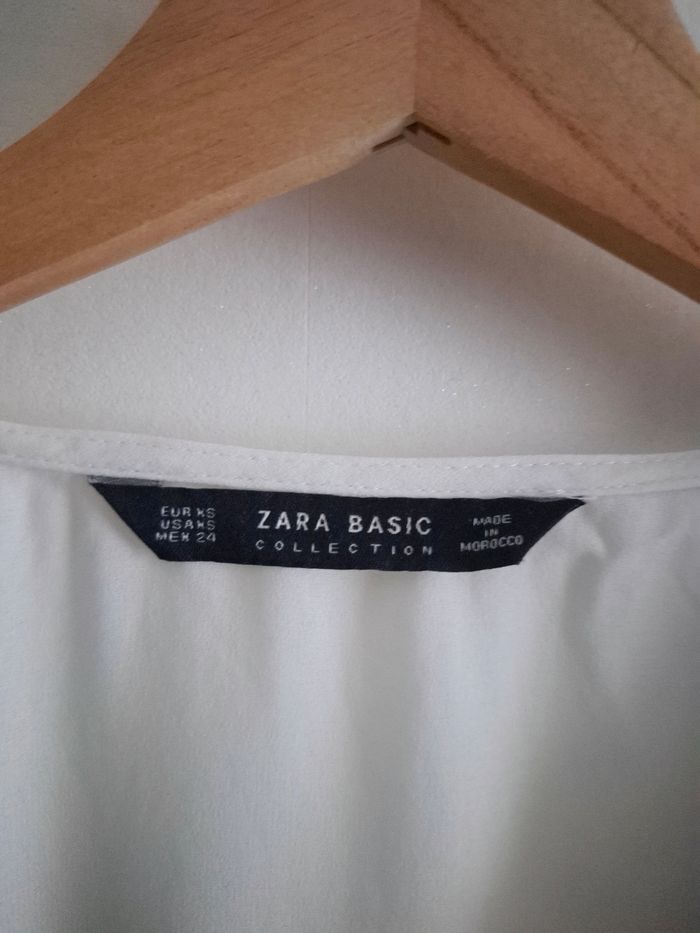 EUR XS
USA XS
MEX 24
ZARA BASIC
COLLECTION
MADE
IN
MOROCCO